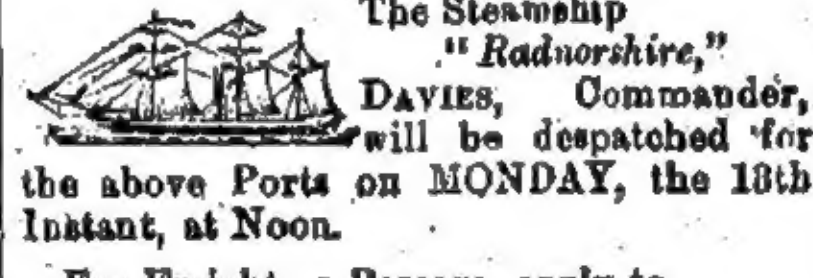 The Steamship
"Radnorshire,"
DAVIES, Commander,
will be despatched for
the above Ports on MONDAY, the 18th
Instant, at Noon.